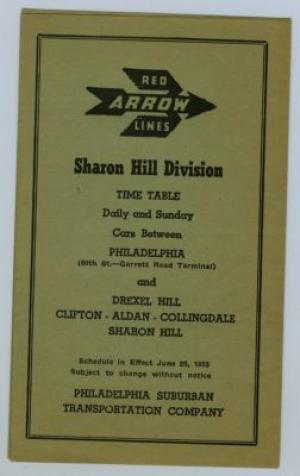 RED
ARROW
LINES
Sharon Hill Division
TIME TABLE
Daily and Sunday
Cars Between
PHILADELPHIA
(69th St.—Garrett Road Terminal)
and
DREXEL HILL
CLIFTON - ALDAN - COLLINGDALE
SHARON HILL
Schedule in Effect June 25,
Subject to change without notice
PHILADELPHIA SUBURBAN
TRANSPORTATION COMPANY